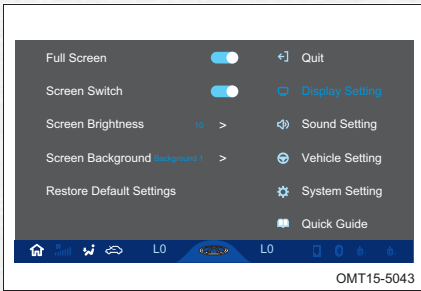 Full Screen
Quit
Screen Switch
Display Setting
Screen Brightness 10 >
Sound Setting
Screen Background Background 1 >
Vehicle Setting
Restore Default Settings
System Setting
Quick Guide
L0
L0
OMT15-5043